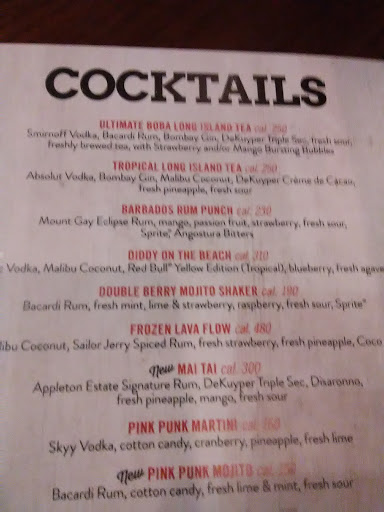 COCKTAILS
ULTIMATE BOBA LONG ISLAND TEA cal. 250
Smirnoff Vodka, Bacardi Rum, Bombay Gin, DeKuyper Triple Sec, fresh sour,
freshly brewed tea, with Strawberry and/or Mango Bursting Bubbles
TROPICAL LONG ISLAND TEA cal. 250
Absolut Vodka, Bombay Gin, Malibu Coconut, DeKuyper Crème de Cacao,
fresh pineapple, fresh sour
BARBADOS RUM PUNCH cal. 230
Mount Gay Eclipse Rum, mango, passion fruit, strawberry, fresh sour,
Sprite® Angostura Bitters
DIDDY ON THE BEACH cal. 310
Vodka, Malibu Coconut, Red Bull® Yellow Edition (Tropical), blueberry, fresh agave
DOUBLE BERRY MOJITO SHAKER cal. 190
Bacardi Rum, fresh mint, lime & strawberry, raspberry, fresh sour, Sprite®
FROZEN LAVA FLOW cal. 480
libu Coconut, Sailor Jerry Spiced Rum, fresh strawberry, fresh pineapple, Coco
New MAI TAI cal. 300
Appleton Estate Signature Rum, DeKuyper Triple Sec, Disaronno,
fresh pineapple, mango, fresh sour
PINK PUNK MARTINI cal.
Skyy Vodka, cotton candy, cranberry, pineapple, fresh lime
New PINK PUNK MOJITO cal.
Bacardi Rum, cotton candy, fresh lime & mint, fresh sour